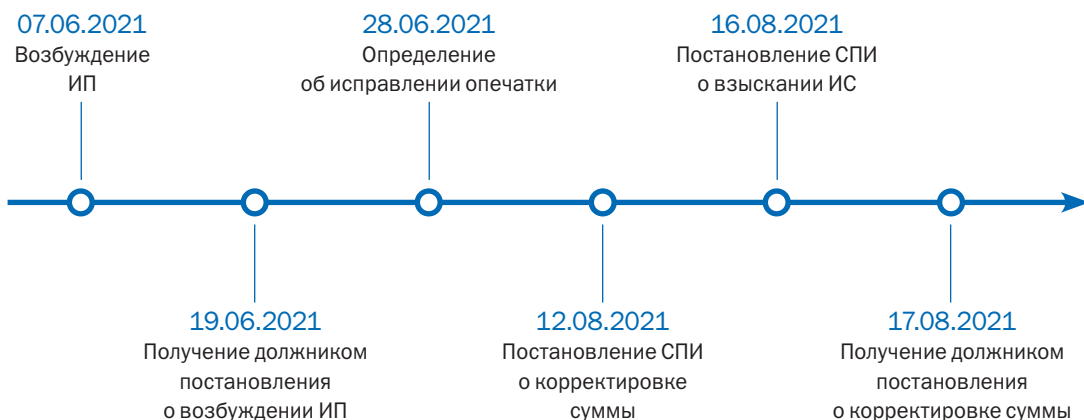 07.06.2021
Возбуждение
ИП
28.06.2021
Определение
об исправлении опечатки
16.08.2021
Постановление СПИ
о взыскании ИС
19.06.2021
Получение должником
постановления
о возбуждении ИП
12.08.2021
Постановление СПИ
о корректировке
суммы
17.08.2021
Получение должником
постановления
о корректировке суммы